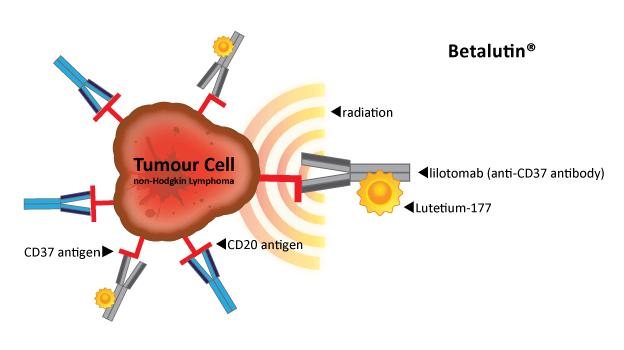 Betalutin®
radiation
Tumour Cell
non-Hodgkin Lymphoma
lilotomab (anti-CD37 antibody)
Lutetium-177
CD20 antigen
CD37 antigen